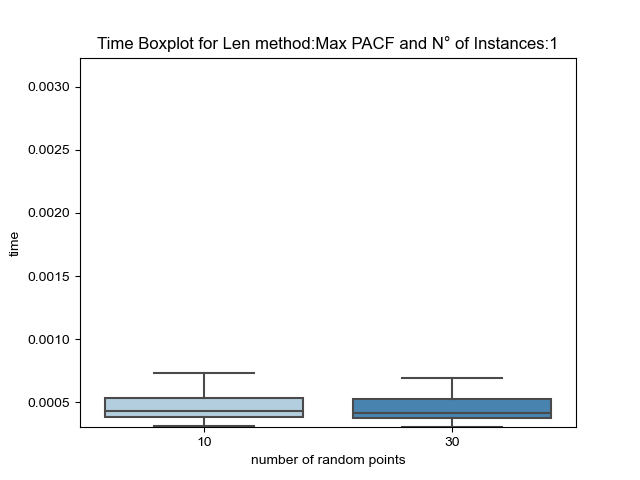 Time Boxplot for Len method:Max PACF and N° of Instances:1
0.0030
0.0025
0.0020
0.0015
0.0010
0.0005
time
10 30
number of random points